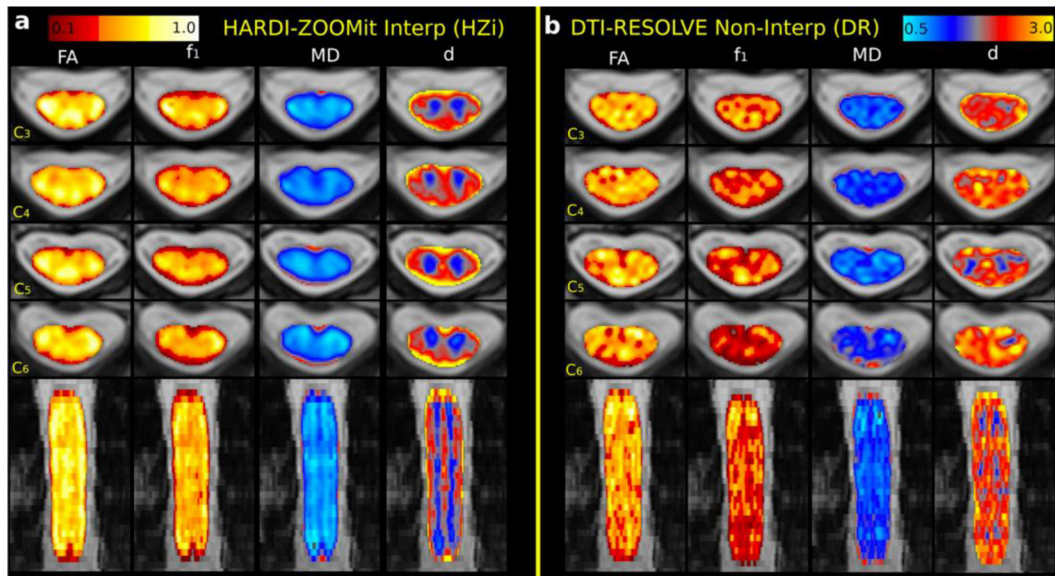 a 0.1 1.0 HARDI-ZOOMit Interp (HZi)
FA f1 MD d
C3
C4
C5
C6
b DTI-RESOLVE Non-Interp (DR) 0.5 3.0
FA f1 MD d
C3
C4
C5
C6